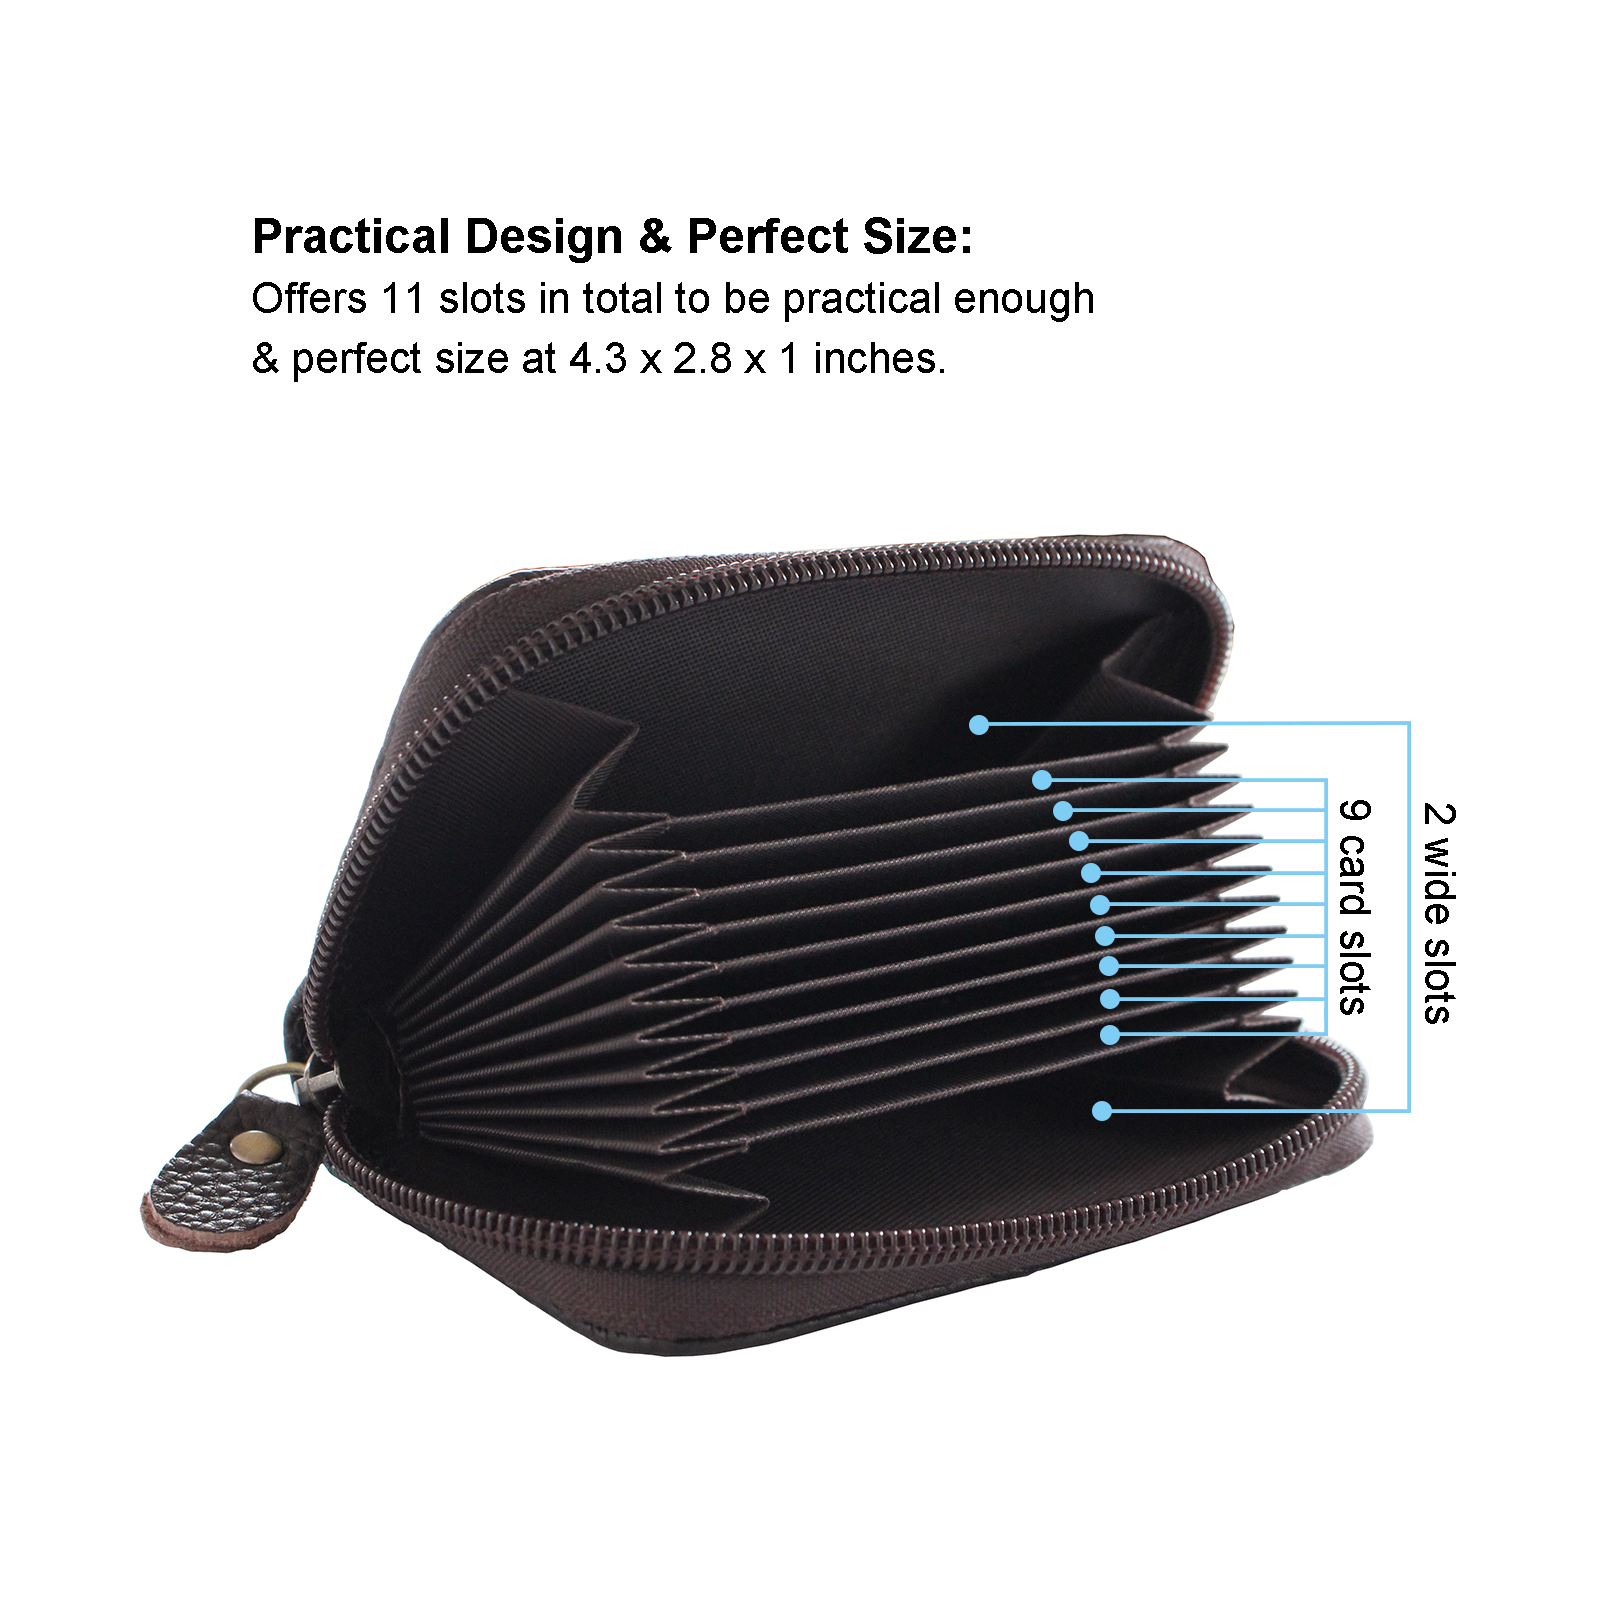 Practical Design & Perfect Size:
Offers 11 slots in total to be practical enough
& perfect size at 4.3 x 2.8 x 1 inches.
9 card slots
2 wide slots